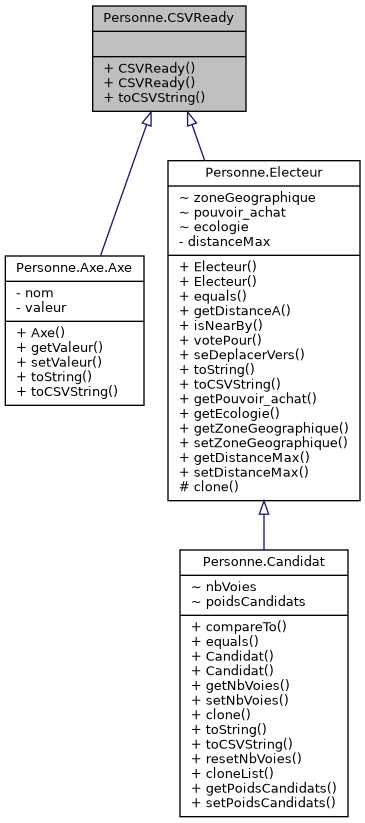 Personne.CSVReady
+ CSVReady()
+ CSVReady()
+ toCSVString()
Personne.Electeur
~ zoneGeographique
~ pouvoir_achat
~ ecologie
- distanceMax
+ Electeur()
+ Electeur()
+ equals()
+ getDistanceA()
+ isNearBy()
+ votePour()
+ seDeplacerVers()
+ toString()
+ toCSVString()
+ getPouvoir_achat()
+ getEcologie()
+ getZoneGeographique()
+ setZoneGeographique()
+ getDistanceMax()
+ setDistanceMax()
# clone()
Personne.Axe.Axe
- nom
- valeur
+ Axe()
+ getValeur()
+ setValeur()
+ toString()
+ toCSVString()
Personne.Candidat
~ nbVoies
~ poidsCandidats
+ compareTo()
+ equals()
+ Candidat()
+ Candidat()
+ getNbVoies()
+ setNbVoies()
+ clone()
+ toString()
+ toCSVString()
+ resetNbVoies()
+ cloneList()
+ getPoidsCandidats()
+ setPoidsCandidats()